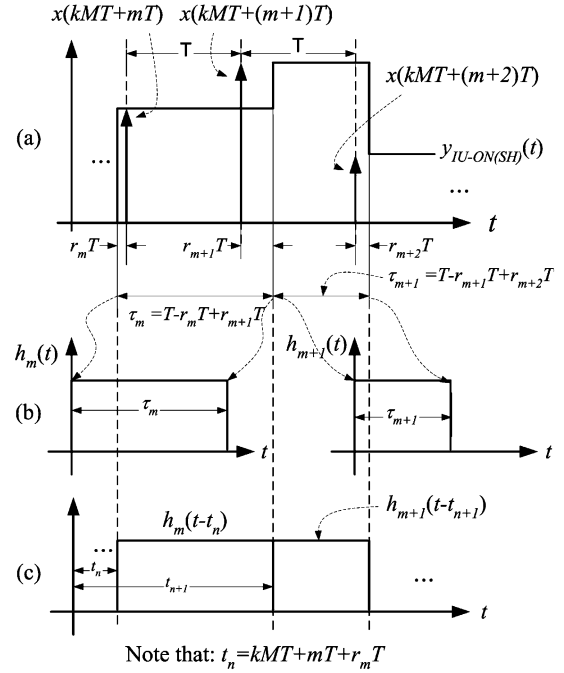 x(kMT+mT) x(kMT+(m+1)T)
T T
x(kMT+(m+2)T)
(a)
...
y_{IU-ON(SH)}(t)
...
t
r_mT r_{m+1}T r_{m+2}T
τ_{m+1} =T-r_{m+1}T+r_{m+2}T
τ_m =T-r_mT+r_{m+1}T
h_m(t) h_{m+1}(t)
(b)
τ_m τ_{m+1}
t t
h_m(t-t_n) h_{m+1}(t-t_{n+1})
...
(c)
t_n
t_{n+1}
...
t
Note that: t_n=kMT+mT+r_mT